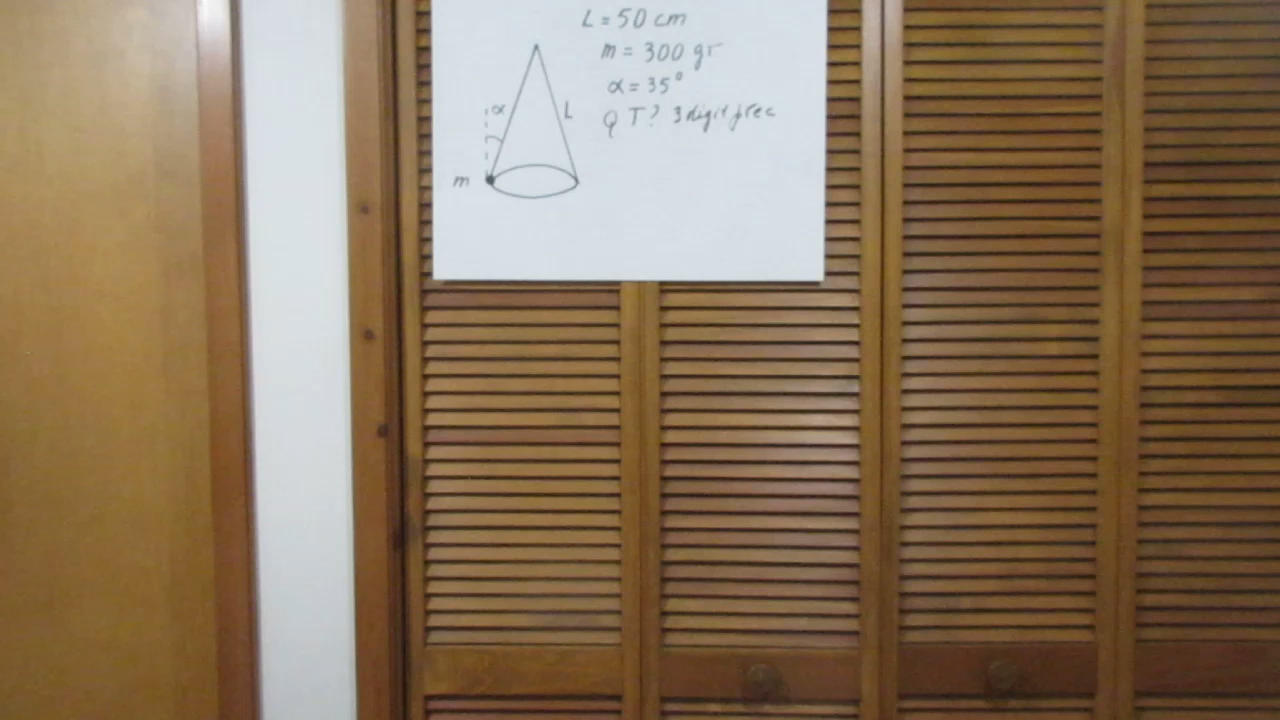 L = 50 cm
m = 300 gr
α = 35°
Q T? 3 digit prec
α
L
m